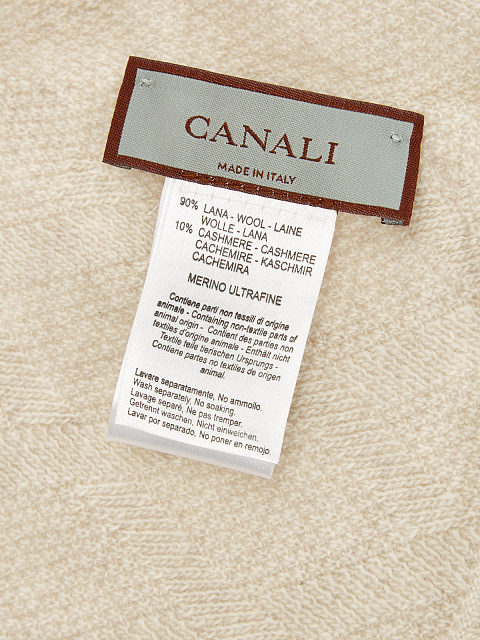 CANALI
MADE IN ITALY
90% LANA - WOOL - LAINE
WOLLE - LANA
10% CASHMERE - CASHMERE
CACHEMIRE - KASCHMIR
CACHEMIRA
MERINO ULTRAFINE
Contiene parti non tessili di origine
animale - Containing non-textile parts of
animal origin - Contient des parties non
textiles d'origine animale - Enthält nicht
Textile teile tierischen Ursprungs -
Contiene partes no textiles de origen
animal.
Lavare separatamente, No ammollo.
Wash separately, No soaking.
Lavage separé, Ne pas tremper.
Getrennt waschen, Nicht einweichen.
Lavar por separado, No poner en remojo.